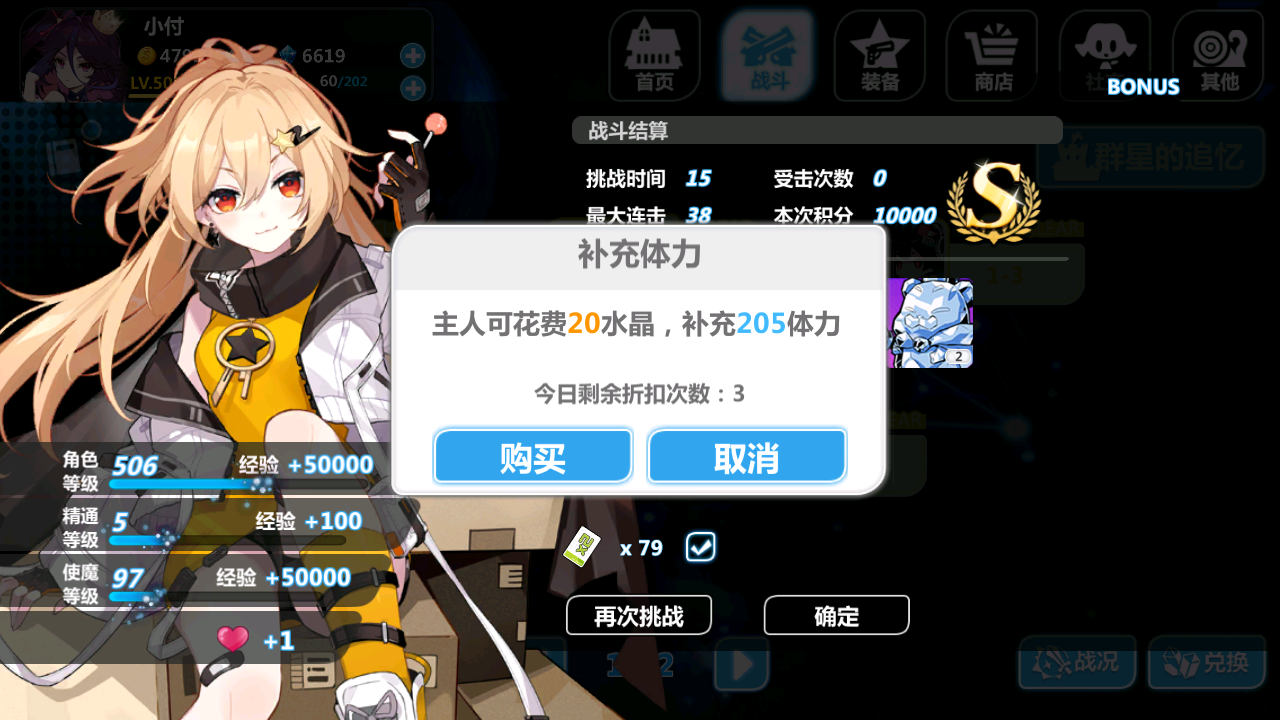 小付
6619
LV.50
60/202
首页
战斗
装备
商店
其他
BONUS
战斗结算
群星的追忆
挑战时间 15 受击次数 0
最大连击 38 本次积分 10000
S
补充体力
1-3
主人可花费20水晶，补充205体力
2
今日剩余折扣次数：3
购买 取消
角色等级 506 经验 +50000
精通等级 5 经验 +100
使魔等级 97 经验 +50000
+1
x 79
再次挑战 确定
战况 兑换